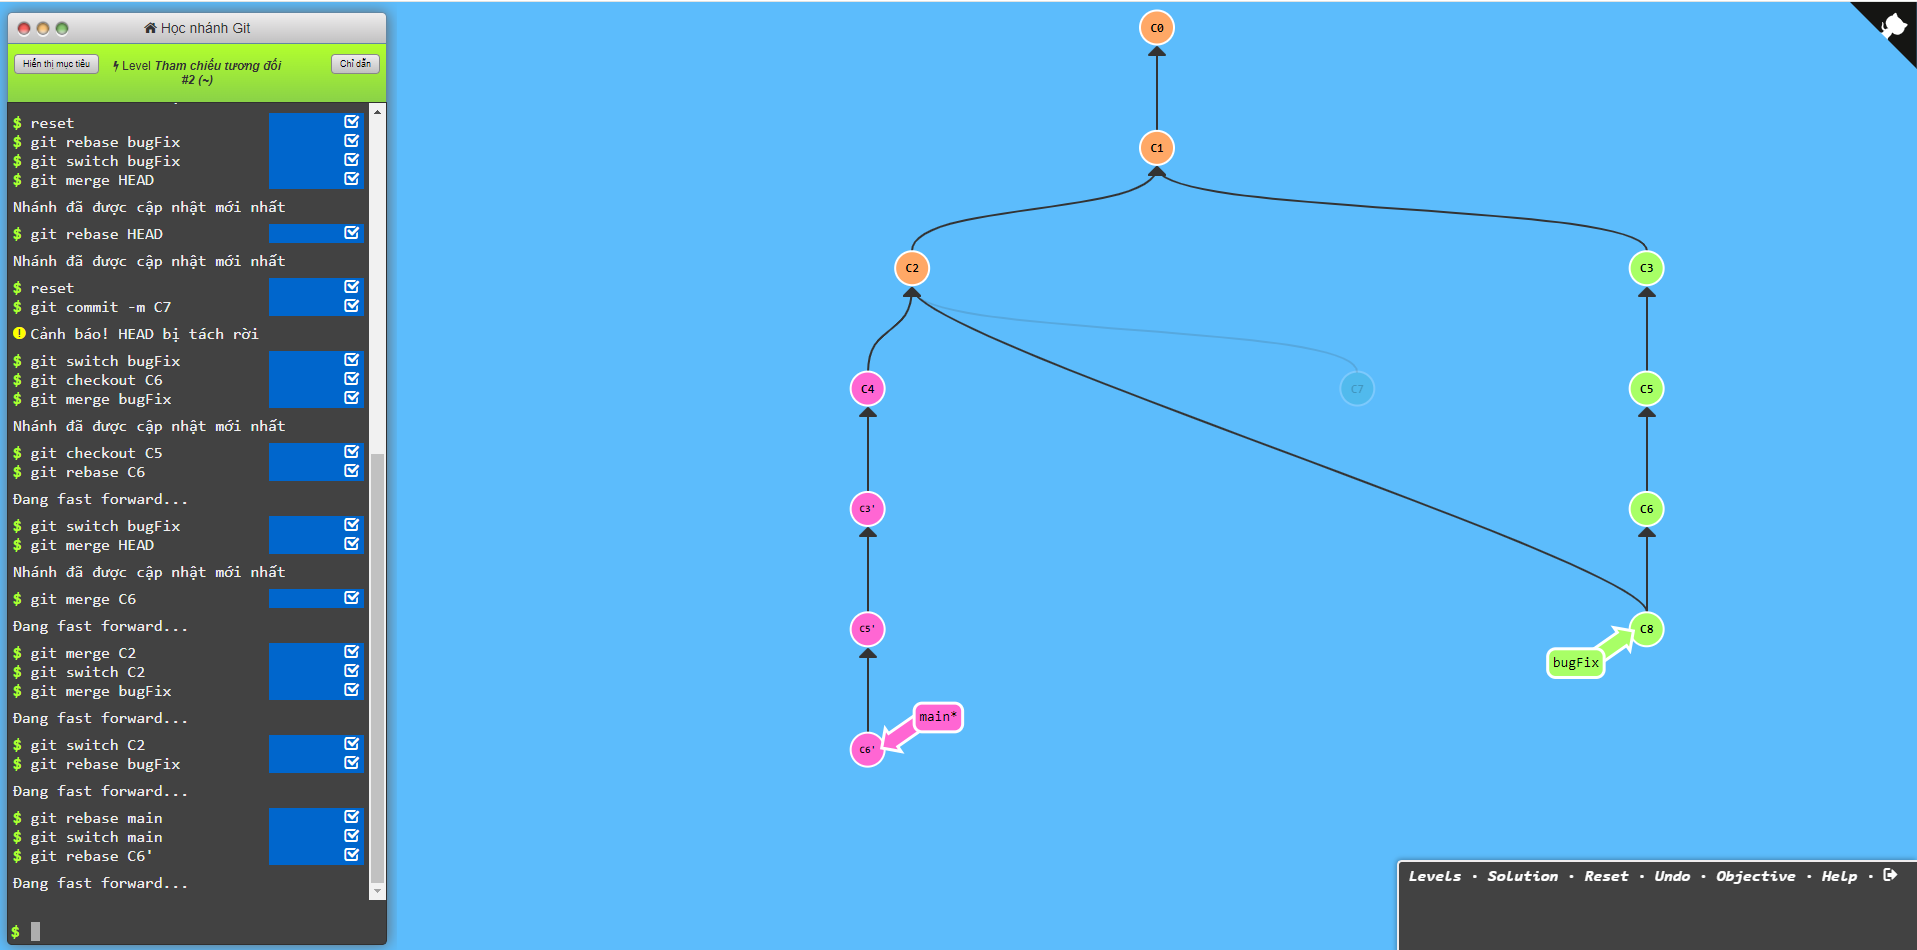 Học nhánh Git
Hiển thị mục tiêu
Level Tham chiếu tương đối
#2 (~)
Chỉ dẫn
$ reset
$ git rebase bugFix
$ git switch bugFix
$ git merge HEAD
Nhánh đã được cập nhật mới nhất
$ git rebase HEAD
Nhánh đã được cập nhật mới nhất
$ reset
$ git commit -m C7
Cảnh báo! HEAD bị tách rời
$ git switch bugFix
$ git checkout C6
$ git merge bugFix
Nhánh đã được cập nhật mới nhất
$ git checkout C5
$ git rebase C6
Đang fast forward...
$ git switch bugFix
$ git merge HEAD
Nhánh đã được cập nhật mới nhất
$ git merge C6
Đang fast forward...
$ git merge C2
$ git switch C2
$ git merge bugFix
Đang fast forward...
$ git switch C2
$ git rebase bugFix
Đang fast forward...
$ git rebase main
$ git switch main
$ git rebase C6'
Đang fast forward...
$
C0
C1
C2
C3
C4
C7
C5
C3'
C6
C5'
C8
bugFix
main*
C6'
Levels · Solution · Reset · Undo · Objective · Help ·